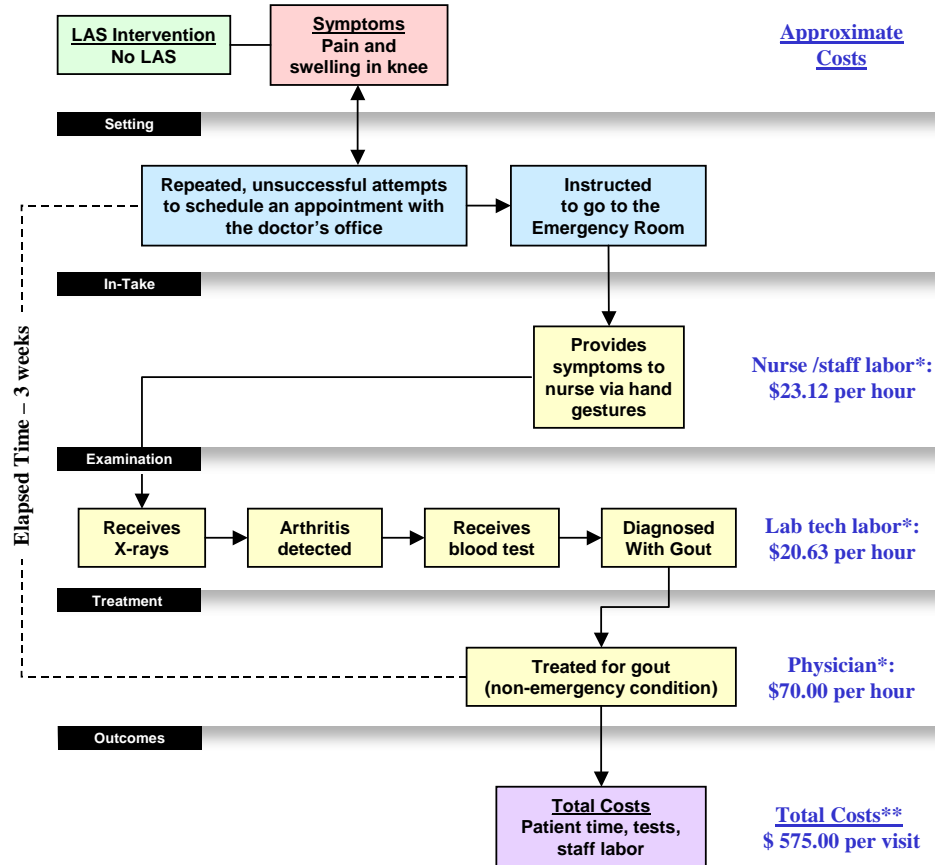 LAS Intervention
No LAS
Symptoms
Pain and
swelling in knee
Approximate
Costs
Setting
Repeated, unsuccessful attempts
to schedule an appointment with
the doctor's office
Instructed
to go to the
Emergency Room
In-Take
Elapsed Time – 3 weeks
Provides
symptoms to
nurse via hand
gestures
Nurse /staff labor*:
$23.12 per hour
Examination
Receives
X-rays
Arthritis
detected
Receives
blood test
Diagnosed
With Gout
Lab tech labor*:
$20.63 per hour
Treatment
Treated for gout
(non-emergency condition)
Physician*:
$70.00 per hour
Outcomes
Total Costs
Patient time, tests,
staff labor
Total Costs**
$ 575.00 per visit